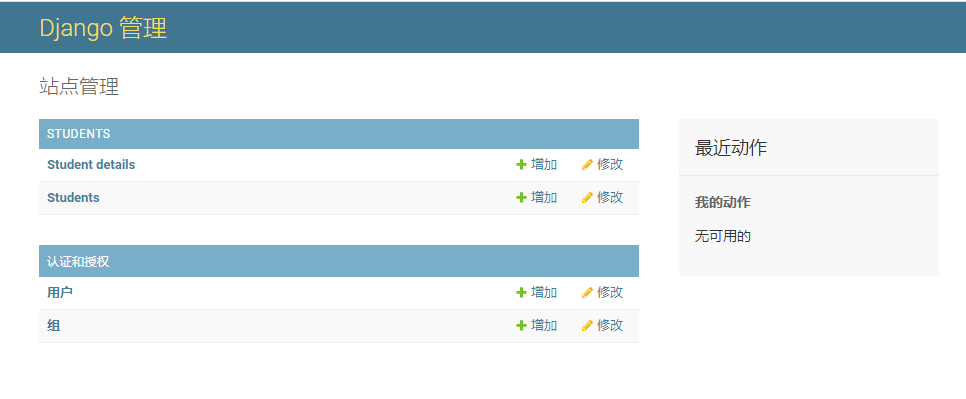 Django 管理
站点管理
STUDENTS
Student details 增加 修改
Students 增加 修改
认证和授权
用户 增加 修改
组 增加 修改
最近动作
我的动作
无可用的